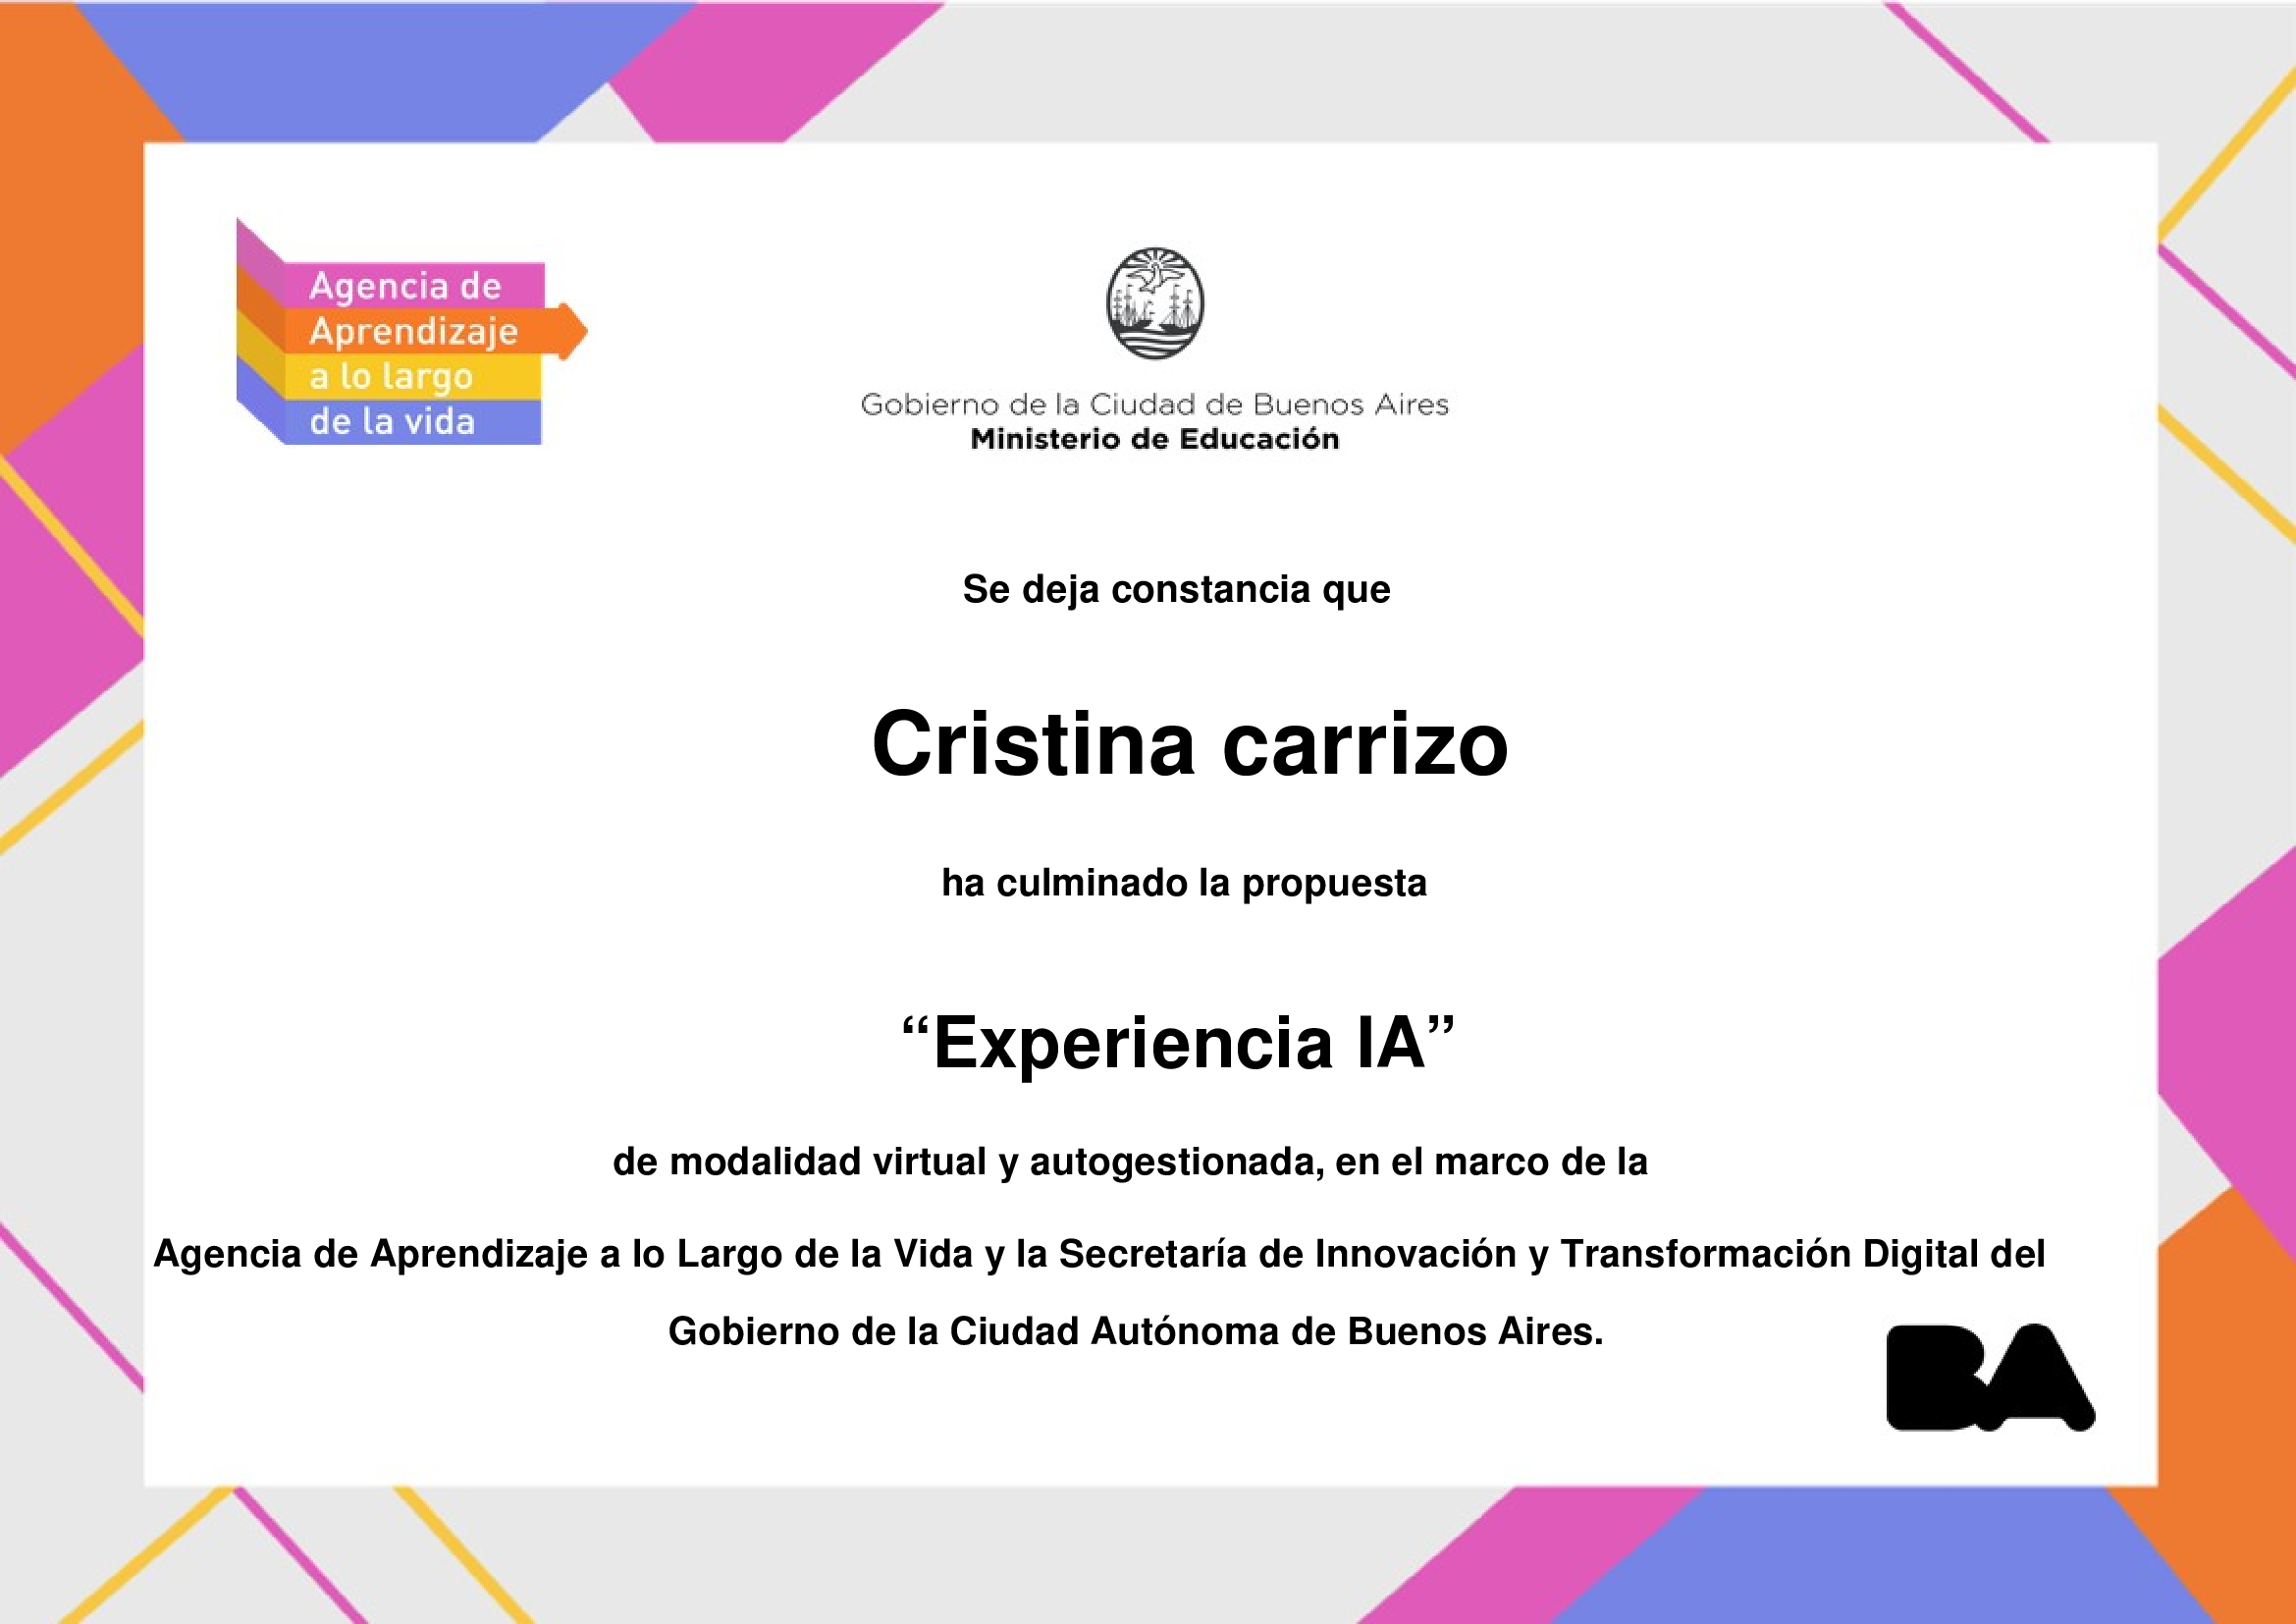 Agencia de
Aprendizaje
a lo largo
de la vida
Gobierno de la Ciudad de Buenos Aires
Ministerio de Educación
Se deja constancia que
Cristina carrizo
ha culminado la propuesta
“Experiencia IA”
de modalidad virtual y autogestionada, en el marco de la
Agencia de Aprendizaje a lo Largo de la Vida y la Secretaría de Innovación y Transformación Digital del
Gobierno de la Ciudad Autónoma de Buenos Aires.
BA